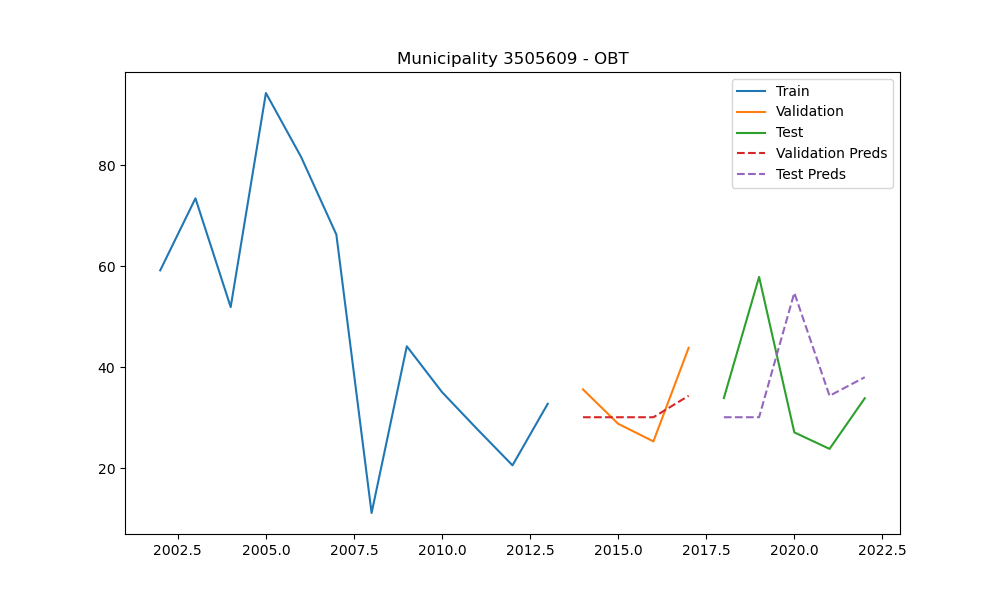 Municipality 3505609 - OBT
Train
Validation
Test
Validation Preds
Test Preds
80
60
40
20
2002.5 2005.0 2007.5 2010.0 2012.5 2015.0 2017.5 2020.0 2022.5